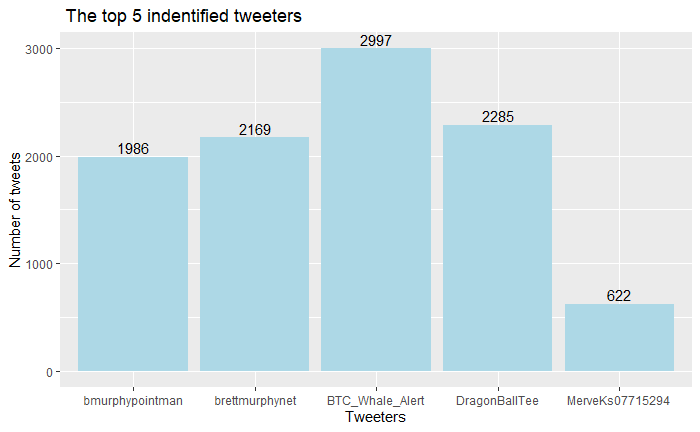 The top 5 indentified tweeters
2997
3000
2285
2169
1986
2000
Number of tweets
1000
622
0
bmurphypointman brettmurphynet BTC_Whale_Alert DragonBallTee MerveKs07715294
Tweeters